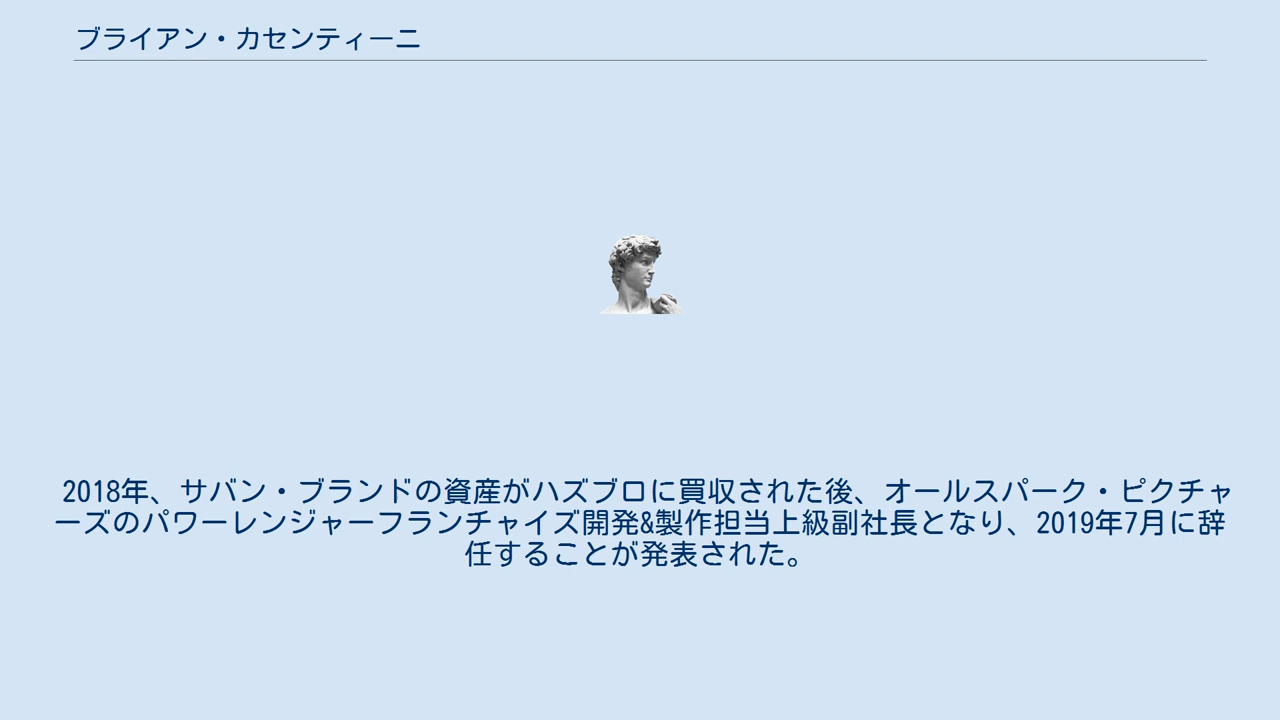 ブライアン・カセンティーニ
2018年、サバン・ブランドの資産がハズブロに買収された後、オールスパーク・ピクチャ
ーズのパワーレンジャーフランチャイズ開発&製作担当上級副社長となり、2019年7月に辞
任することが発表された。